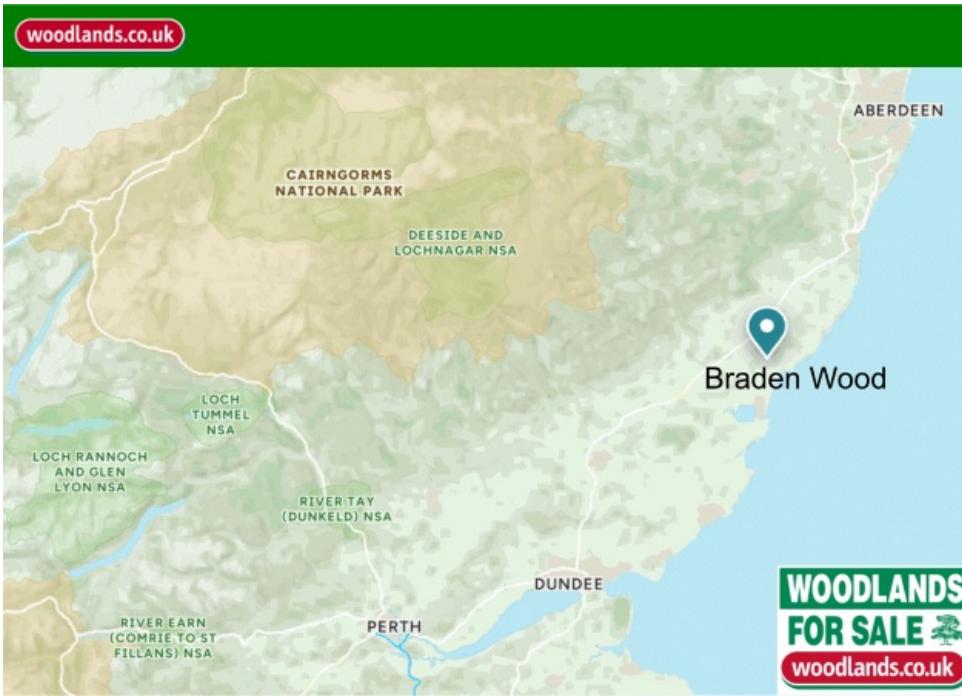 woodlands.co.uk
ABERDEEN
CAIRNGORMS
NATIONAL PARK
DEESIDE AND
LOCHNAGAR NSA
Braden Wood
LOCH
TUMMEL
NSA
LOCH RANNOCH
AND GLEN
LYON NSA
RIVER TAY
(DUNKELD) NSA
DUNDEE
PERTH
RIVER EARN
(COMRIE TO ST
FILLANS) NSA
WOODLANDS
FOR SALE
woodlands.co.uk